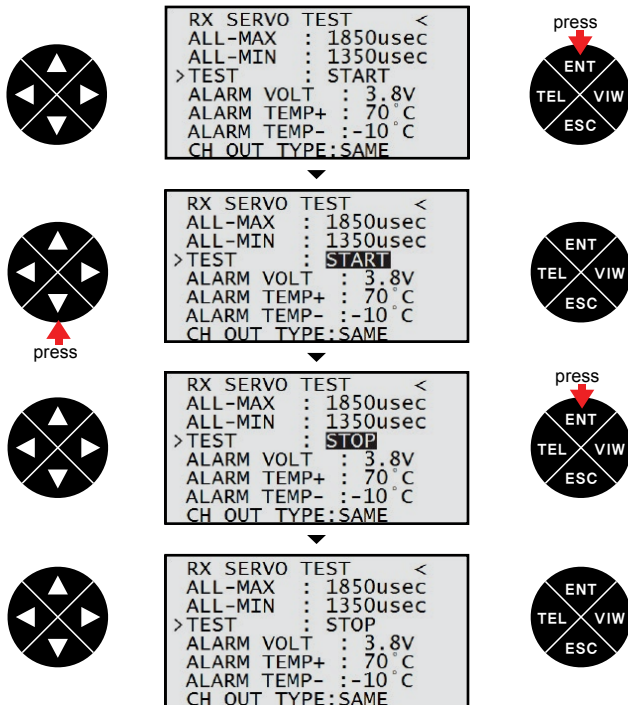 RX SERVO TEST <
ALL-MAX : 1850usec
ALL-MIN : 1350usec
>TEST : START
ALARM VOLT : 3.8V
ALARM TEMP+ : 70°C
ALARM TEMP- :-10°C
CH OUT TYPE:SAME
press
ENT
TEL VIW
ESC
RX SERVO TEST <
ALL-MAX : 1850usec
ALL-MIN : 1350usec
>TEST : START
ALARM VOLT : 3.8V
ALARM TEMP+ : 70°C
ALARM TEMP- :-10°C
CH OUT TYPE:SAME
press
ENT
TEL VIW
ESC
RX SERVO TEST <
ALL-MAX : 1850usec
ALL-MIN : 1350usec
>TEST : STOP
ALARM VOLT : 3.8V
ALARM TEMP+ : 70°C
ALARM TEMP- :-10°C
CH OUT TYPE:SAME
press
ENT
TEL VIW
ESC
RX SERVO TEST <
ALL-MAX : 1850usec
ALL-MIN : 1350usec
>TEST : STOP
ALARM VOLT : 3.8V
ALARM TEMP+ : 70°C
ALARM TEMP- :-10°C
CH OUT TYPE:SAME
ENT
TEL VIW
ESC